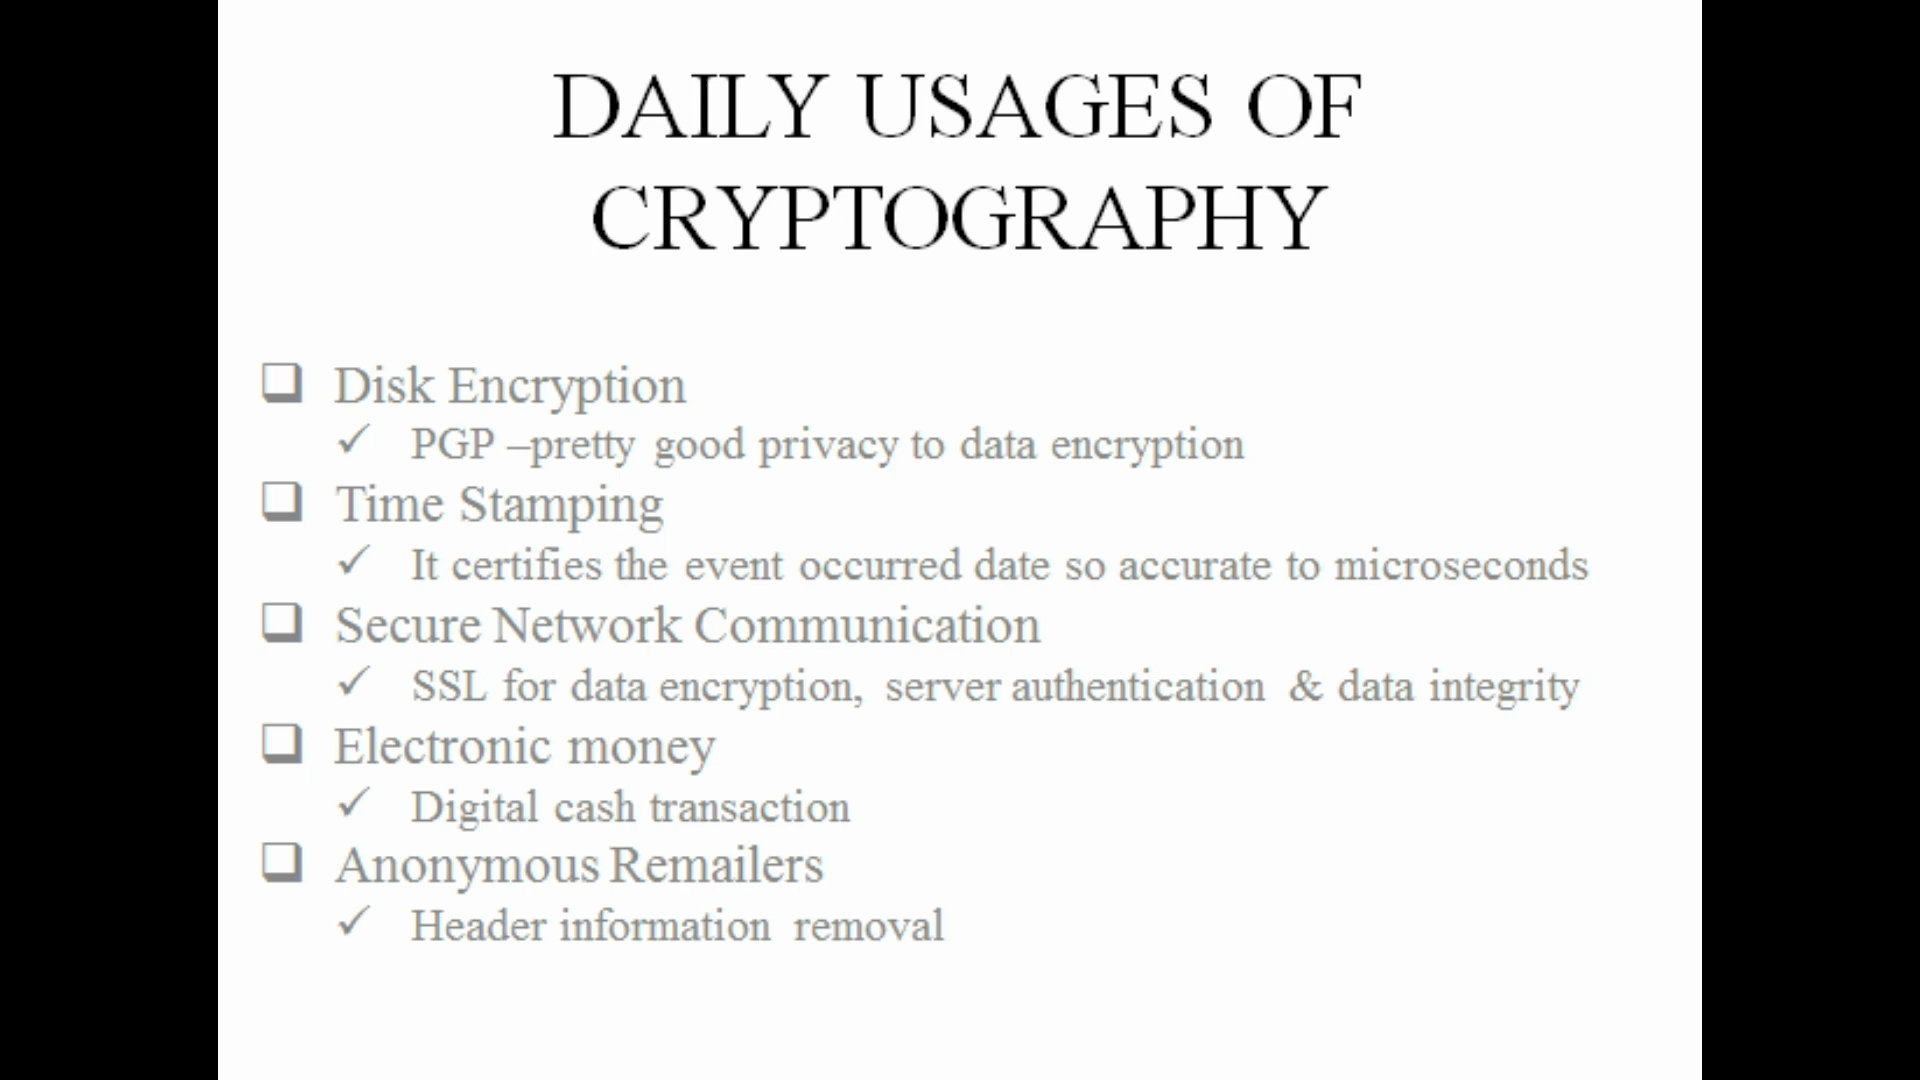 DAILY USAGES OF
CRYPTOGRAPHY
❑ Disk Encryption
✓ PGP –pretty good privacy to data encryption
❑ Time Stamping
✓ It certifies the event occurred date so accurate to microseconds
❑ Secure Network Communication
✓ SSL for data encryption, server authentication & data integrity
❑ Electronic money
✓ Digital cash transaction
❑ Anonymous Remailers
✓ Header information removal